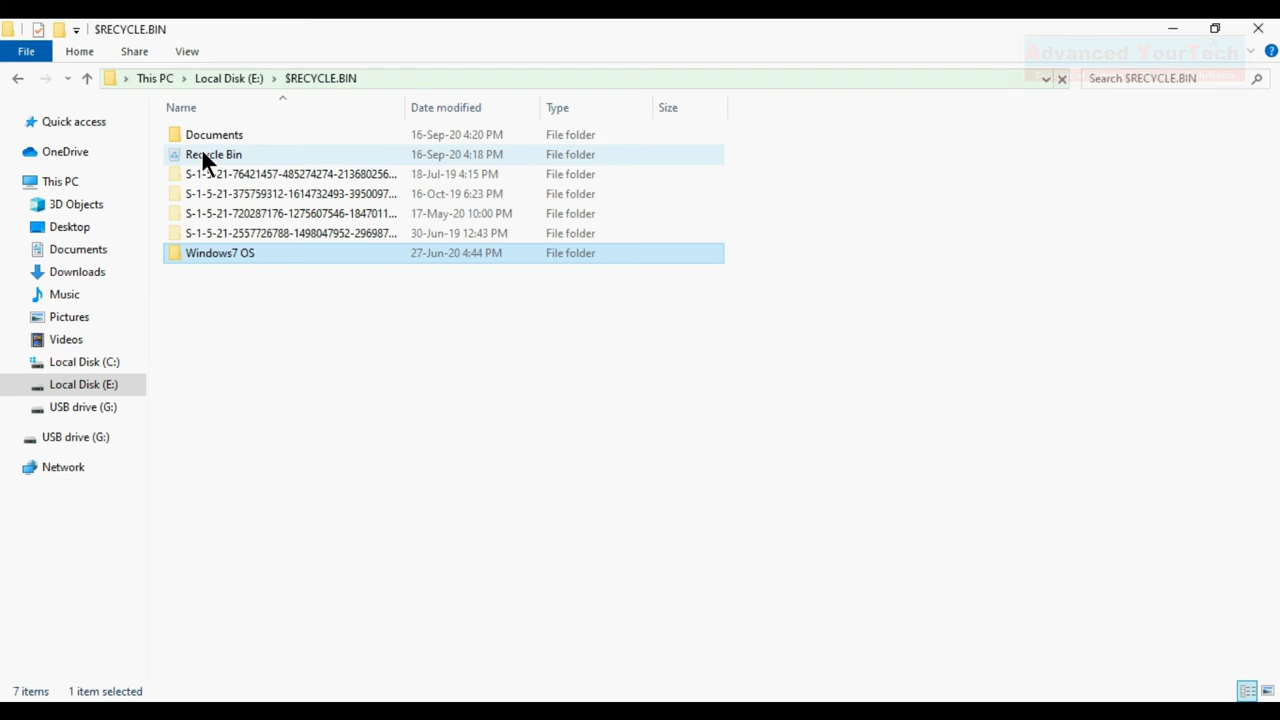 $RECYCLE.BIN
Advanced YourTech
File Home Share View
This PC Local Disk (E:) $RECYCLE.BIN Search $RECYCLE.BIN
Name Date modified Type Size
Documents 16-Sep-20 4:20 PM File folder
Recycle Bin 16-Sep-20 4:18 PM File folder
S-1-5-21-76421457-485274274-213680256... 18-Jul-19 4:15 PM File folder
S-1-5-21-375759312-1614732493-3950097... 16-Oct-19 6:23 PM File folder
S-1-5-21-720287176-1275607546-1847011... 17-May-20 10:00 PM File folder
S-1-5-21-2557726788-1498047952-296987... 30-Jun-19 12:43 PM File folder
Windows7 OS 27-Jun-20 4:44 PM File folder
Quick access
OneDrive
This PC
3D Objects
Desktop
Documents
Downloads
Music
Pictures
Videos
Local Disk (C:)
Local Disk (E:)
USB drive (G:)
USB drive (G:)
Network
7 items 1 item selected